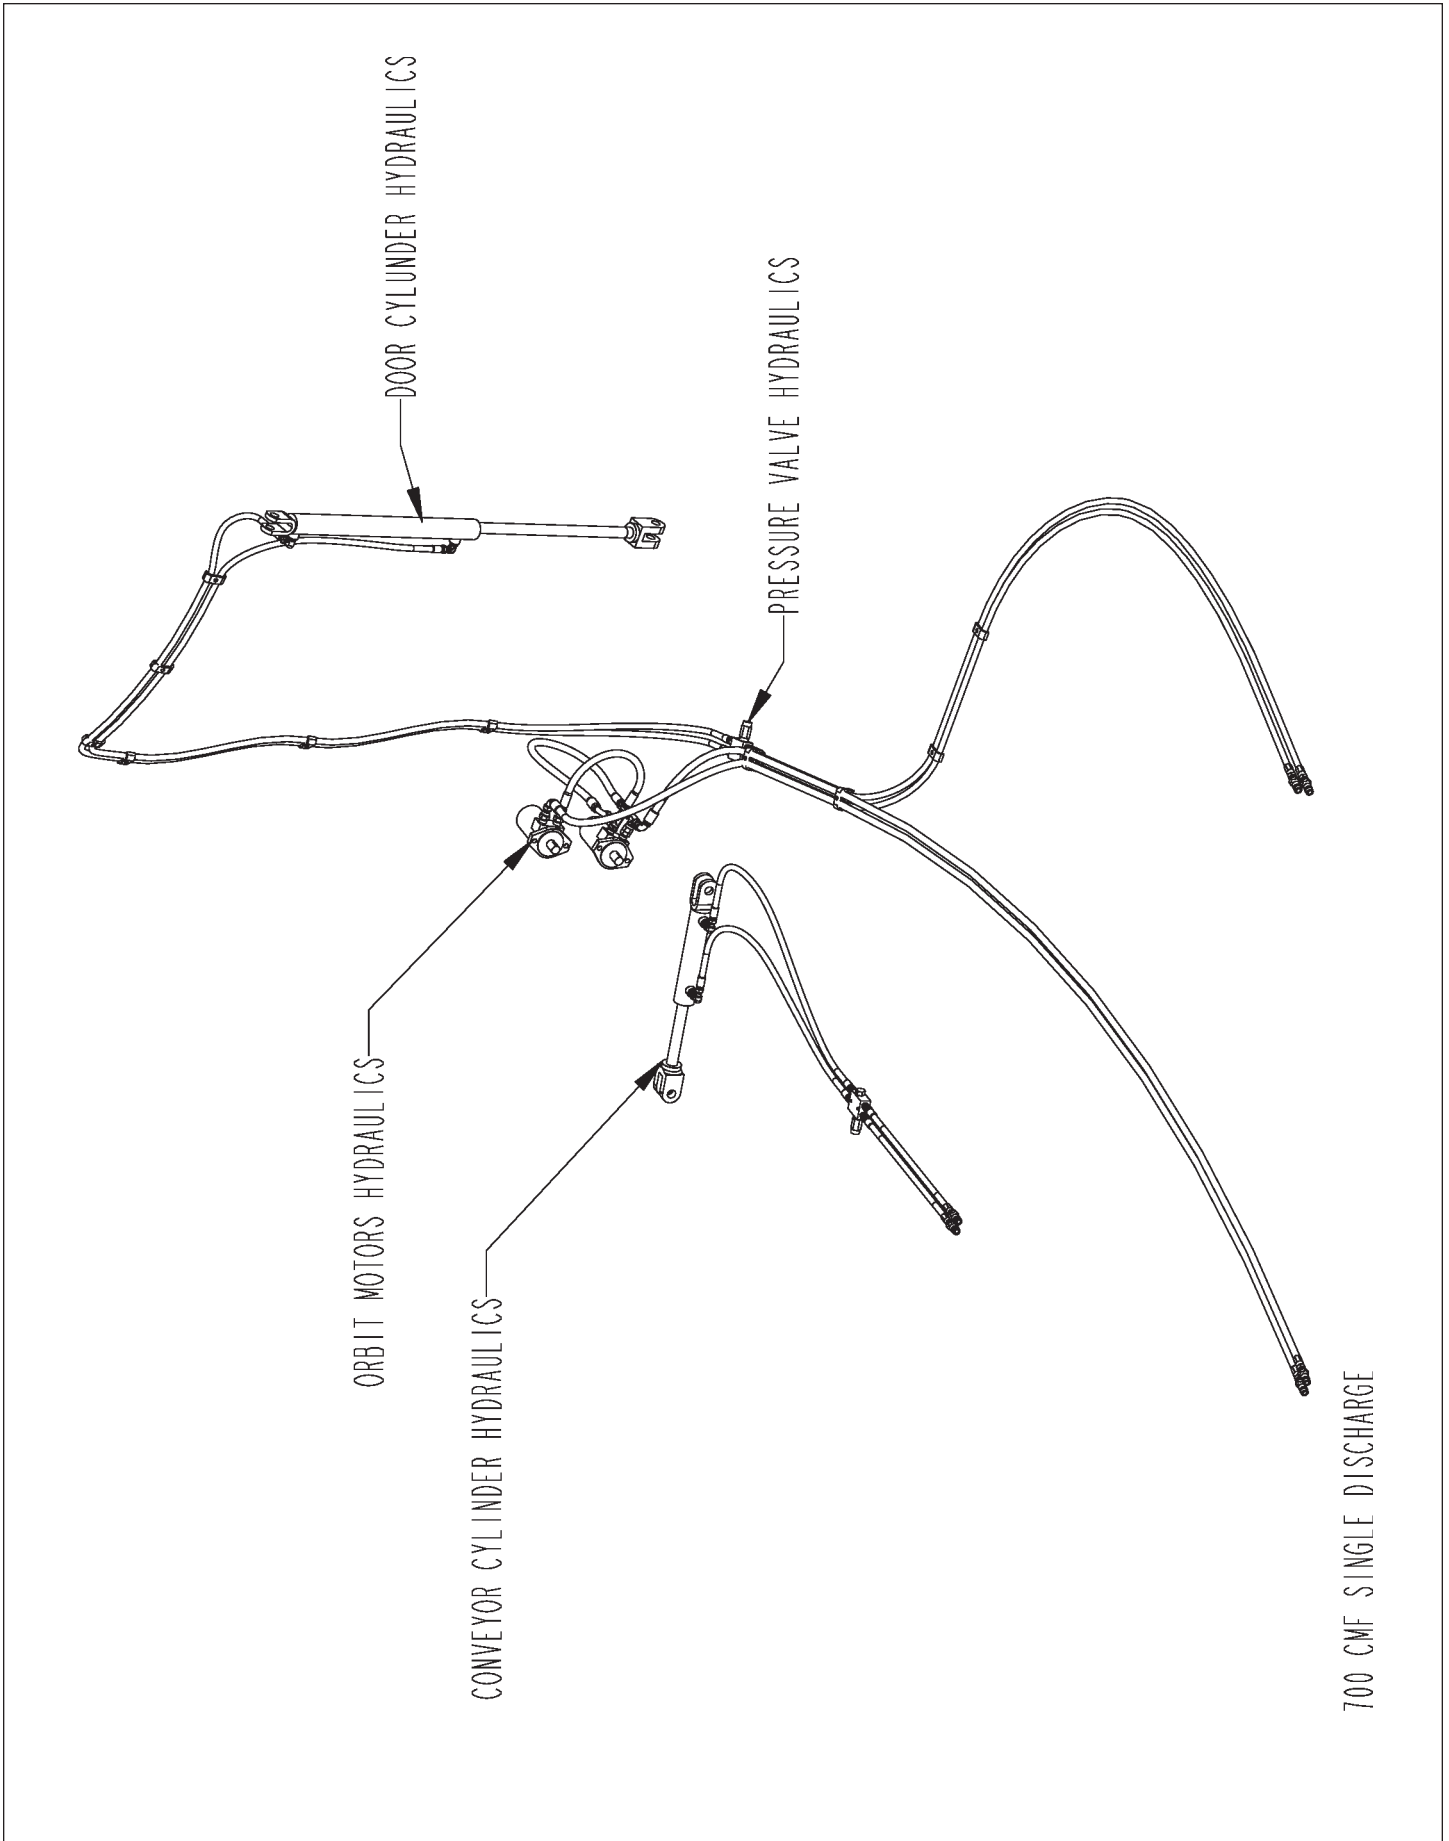 DOOR CYLUNDER HYDRAULICS
PRESSURE VALVE HYDRAULICS
ORBIT MOTORS HYDRAULICS
CONVEYOR CYLINDER HYDRAULICS
700 CMF SINGLE DISCHARGE